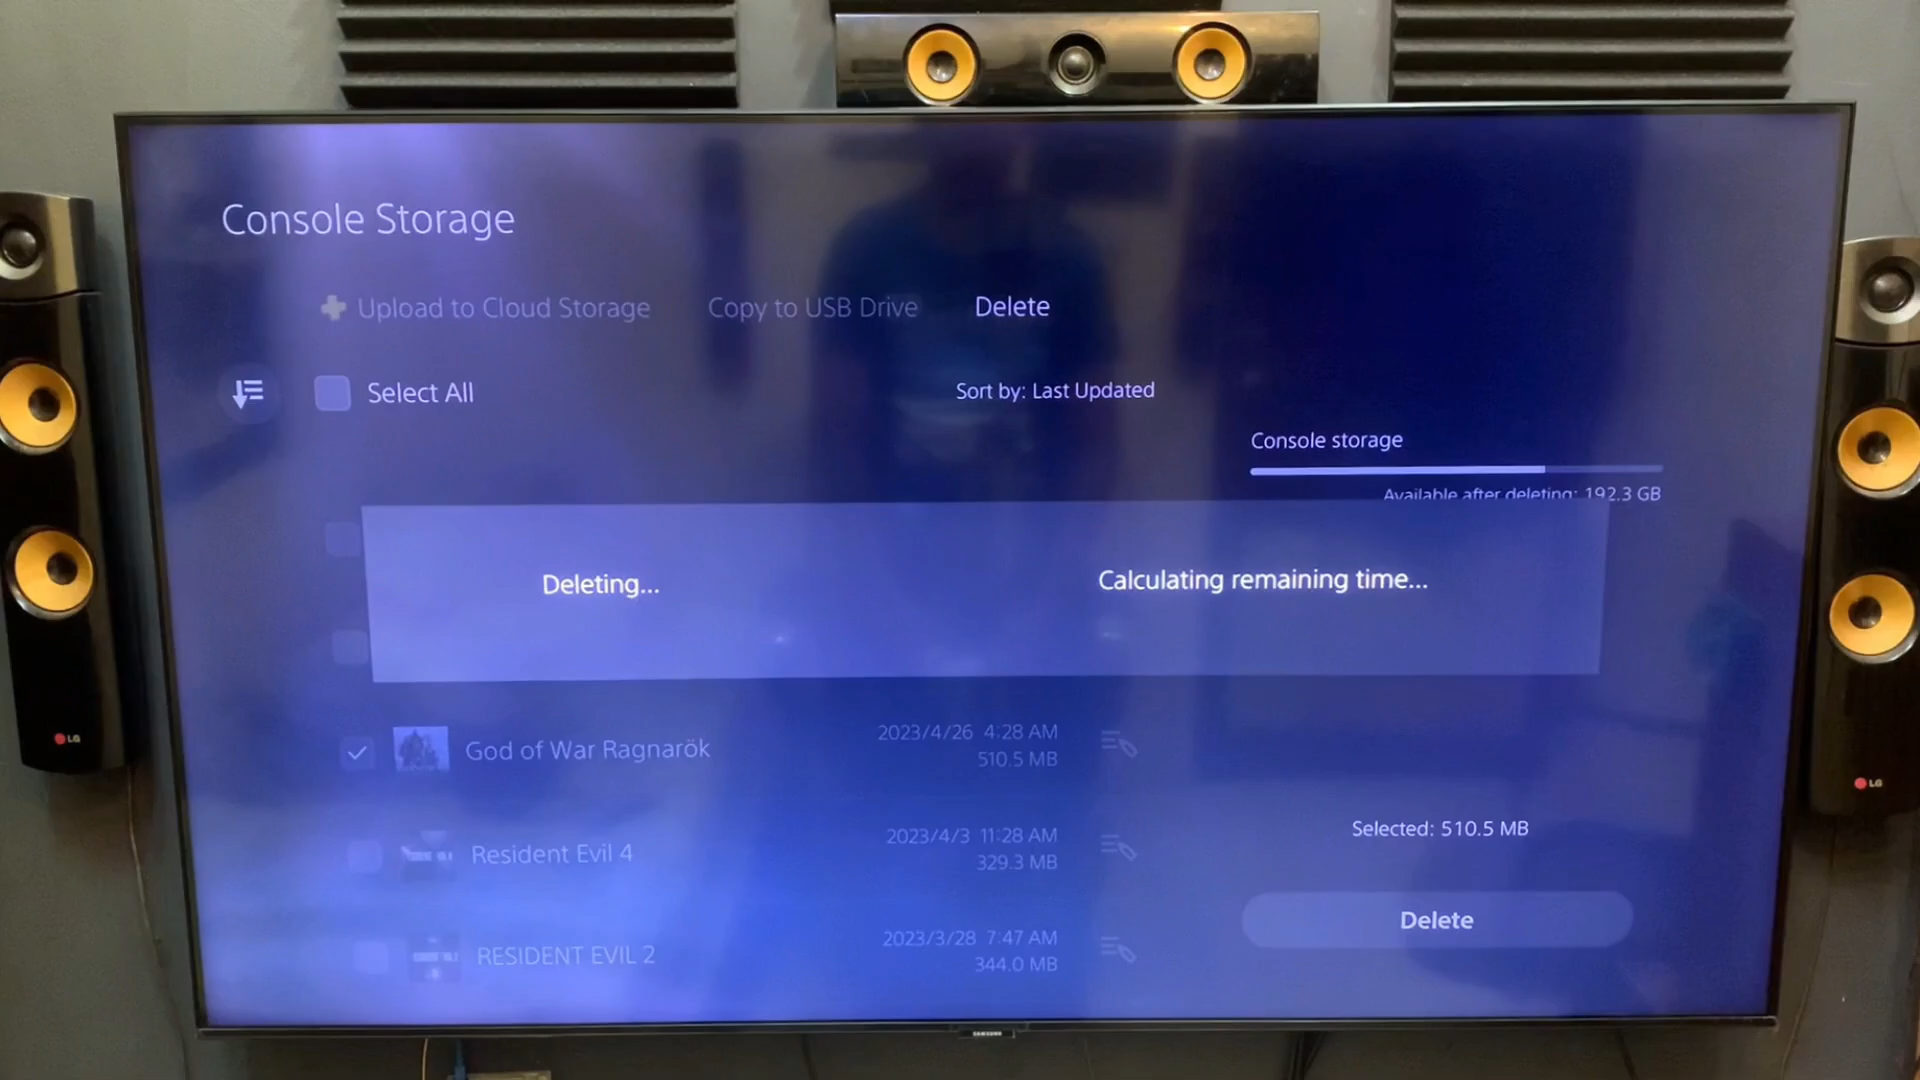 Console Storage
Upload to Cloud Storage
Copy to USB Drive
Delete
Select All
Sort by: Last Updated
Console storage
Available after deleting: 192.3 GB
Deleting...
Calculating remaining time...
God of War Ragnarök
2023/4/26 4:28 AM
510.5 MB
Resident Evil 4
2023/4/3 11:28 AM
329.3 MB
RESIDENT EVIL 2
2023/3/28 7:47 AM
344.0 MB
Selected: 510.5 MB
Delete
LG
LG
SAMSUNG